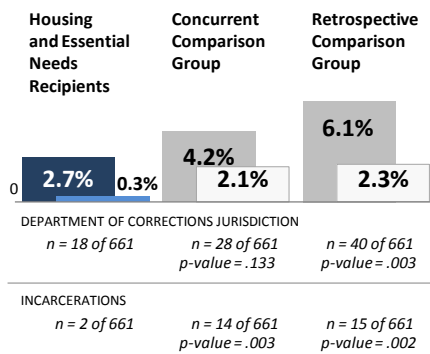 Housing and Essential Needs Recipients
Concurrent Comparison Group
Retrospective Comparison Group
6.1%
4.2%
2.7%
0.3%
2.1%
2.3%
0
DEPARTMENT OF CORRECTIONS JURISDICTION
n = 18 of 661
n = 28 of 661
n = 40 of 661
p-value = .133
p-value = .003
INCARCERATIONS
n = 2 of 661
n = 14 of 661
n = 15 of 661
p-value = .003
p-value = .002